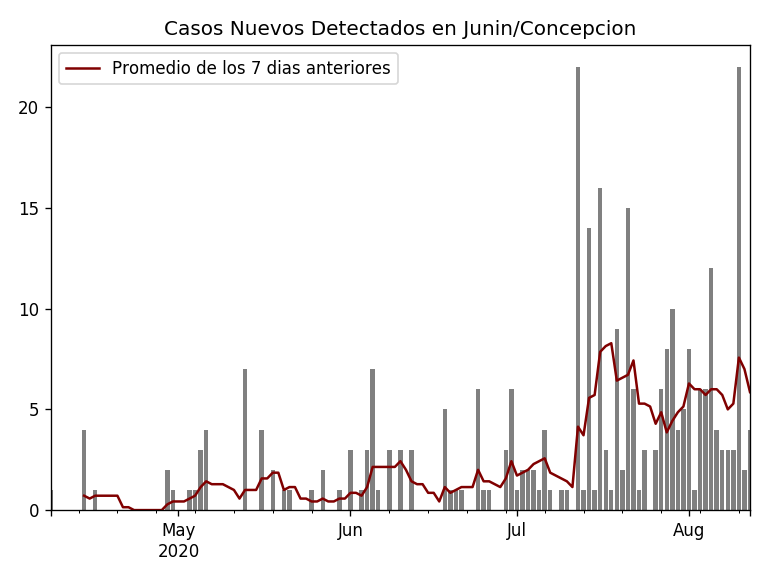 Casos Nuevos Detectados en Junin/Concepcion
Promedio de los 7 dias anteriores
20
15
10
5
0
May
2020
Jun
Jul
Aug